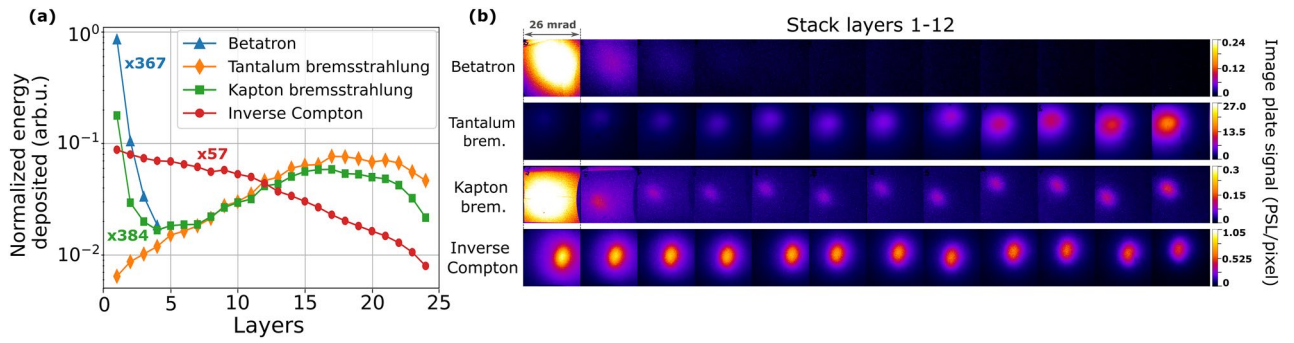 (a)
Normalized energy
deposited (arb.u.)
10⁰
10⁻¹
10⁻²
x367
x57
x384
Betatron
Tantalum bremsstrahlung
Kapton bremsstrahlung
Inverse Compton
0 5 10 15 20 25
Layers
(b)
Stack layers 1-12
26 mrad
Betatron
0.24
0.12
0
Tantalum
brem.
27.0
13.5
0
Kapton
brem.
0.3
0.15
0
Inverse
Compton
1.05
0.525
0
Image plate signal (PSL/pixel)